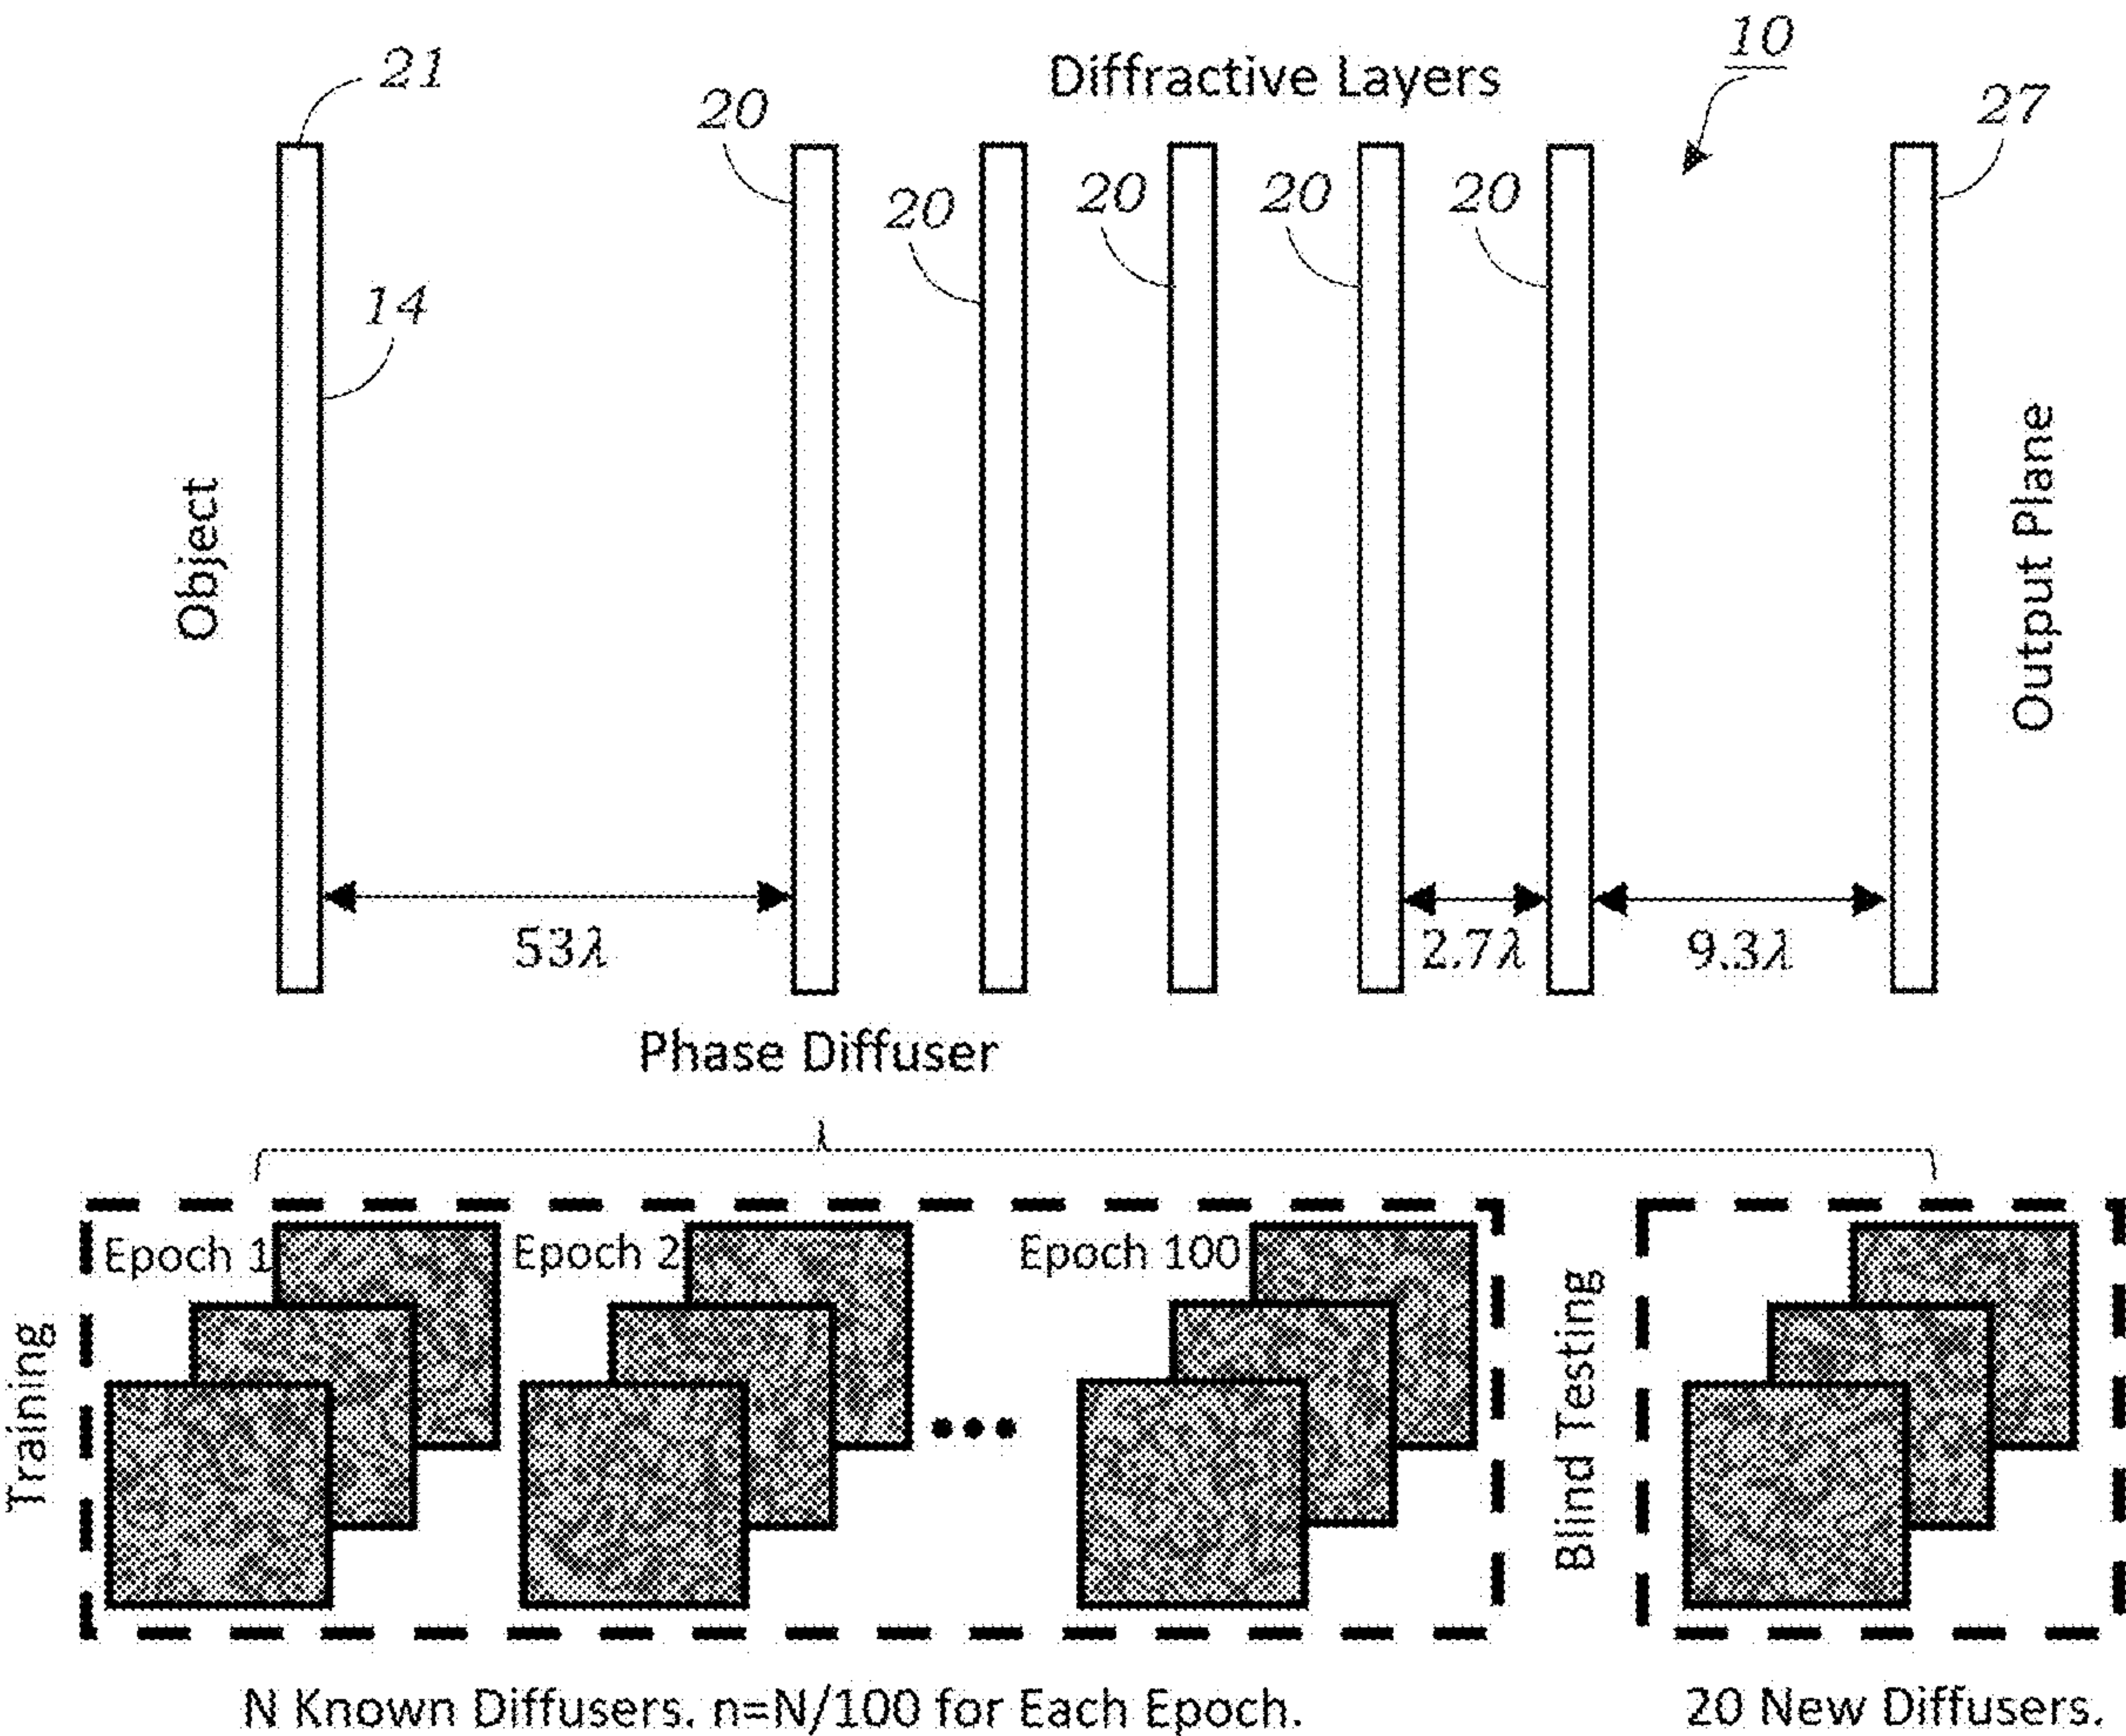 10
21
Diffractive Layers
20
27
20
20
20
20
14
Object
Output Plane
53λ
2.7λ
9.3λ
Phase Diffuser
Epoch 1
Epoch 2
Epoch 100
Training
Blind Testing
N Known Diffusers. n=N/100 for Each Epoch.
20 New Diffusers.